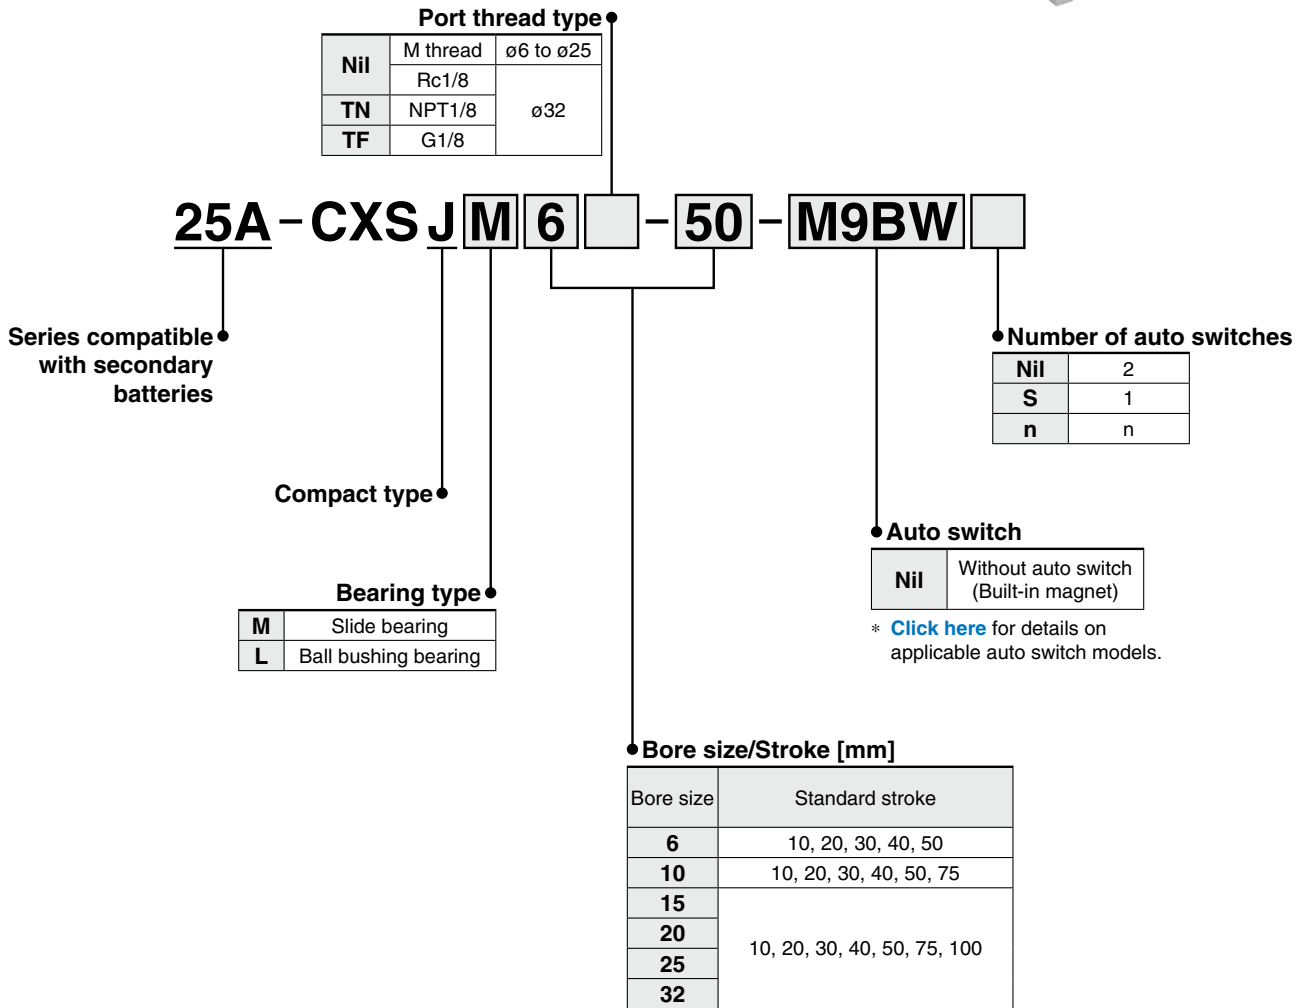 Port thread type
Nil M thread ø6 to ø25
Rc1/8 ø32
TN NPT1/8
TF G1/8
25A-CXSJM6 -50-M9BW
Series compatible
with secondary
batteries
Number of auto switches
Nil 2
S 1
n n
Compact type
Auto switch
Nil Without auto switch
(Built-in magnet)
* Click here for details on
applicable auto switch models.
Bearing type
M Slide bearing
L Ball bushing bearing
Bore size/Stroke [mm]
Bore size Standard stroke
6 10, 20, 30, 40, 50
10 10, 20, 30, 40, 50, 75
15
20
10, 20, 30, 40, 50, 75, 100
25
32